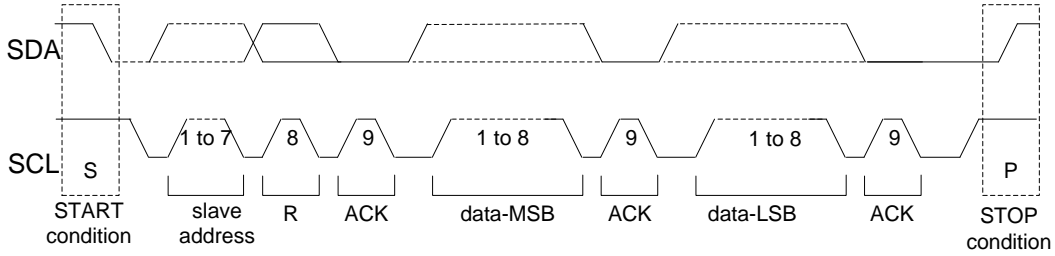 SDA
1 to 7 8 9 1 to 8 9 1 to 8 9
SCL S P
START condition
slave address
R
ACK
data-MSB
ACK
data-LSB
ACK
STOP condition